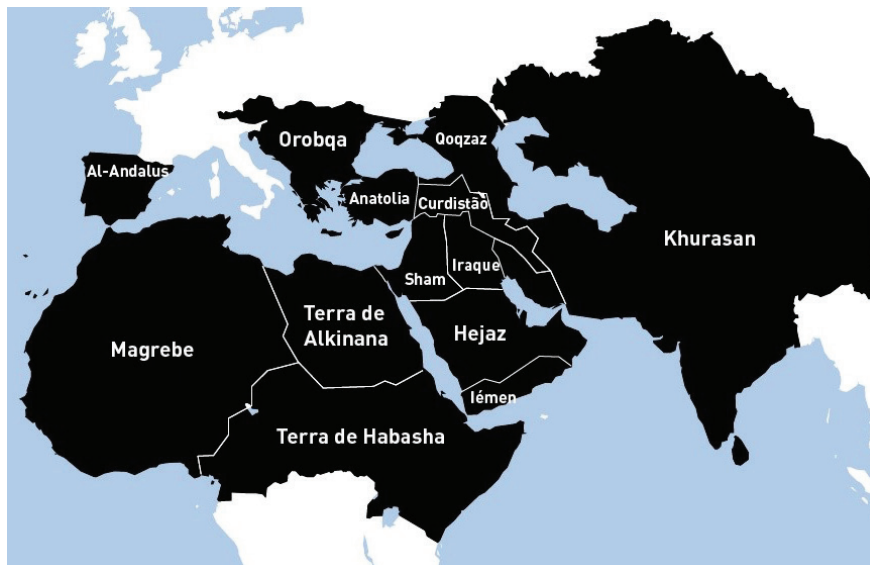 Orobqa
Qoqzaz
Al-Andalus
Anatolia
Curdistão
Khurasan
Iraque
Sham
Terra de
Alkinana
Hejaz
Magrebe
Iémen
Terra de Habasha